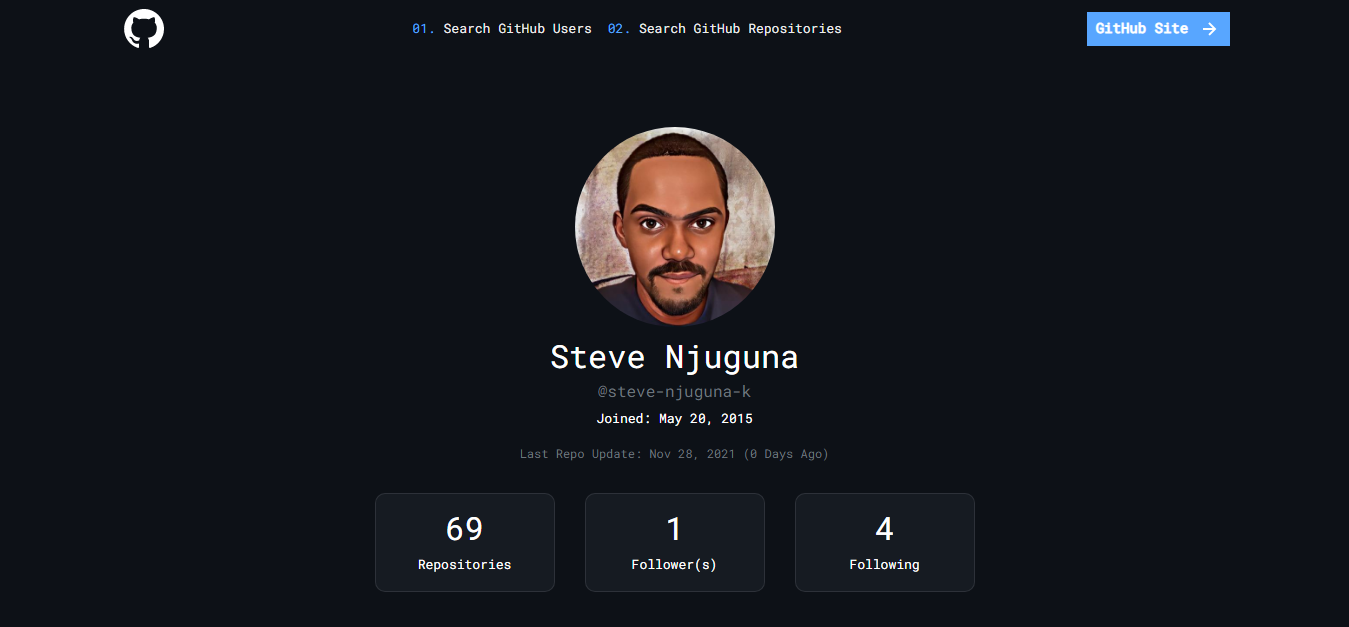 01. Search GitHub Users 02. Search GitHub Repositories GitHub Site
Steve Njuguna
@steve-njuguna-k
Joined: May 20, 2015
Last Repo Update: Nov 28, 2021 (0 Days Ago)
69 1 4
Repositories Follower(s) Following